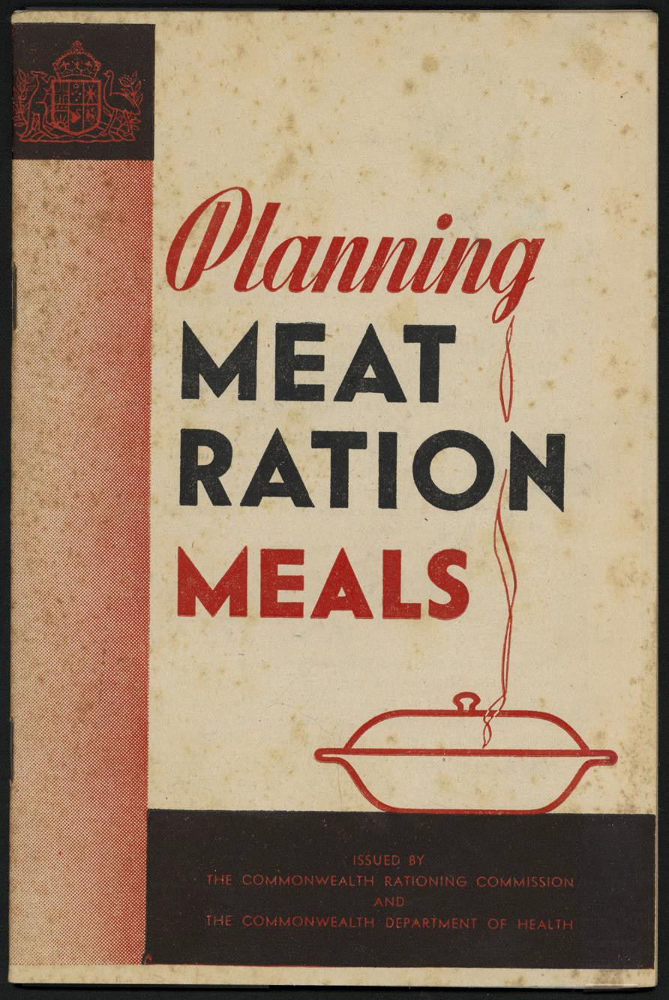 Planning
MEAT
RATION
MEALS
ISSUED BY
THE COMMONWEALTH RATIONING COMMISSION
AND
THE COMMONWEALTH DEPARTMENT OF HEALTH